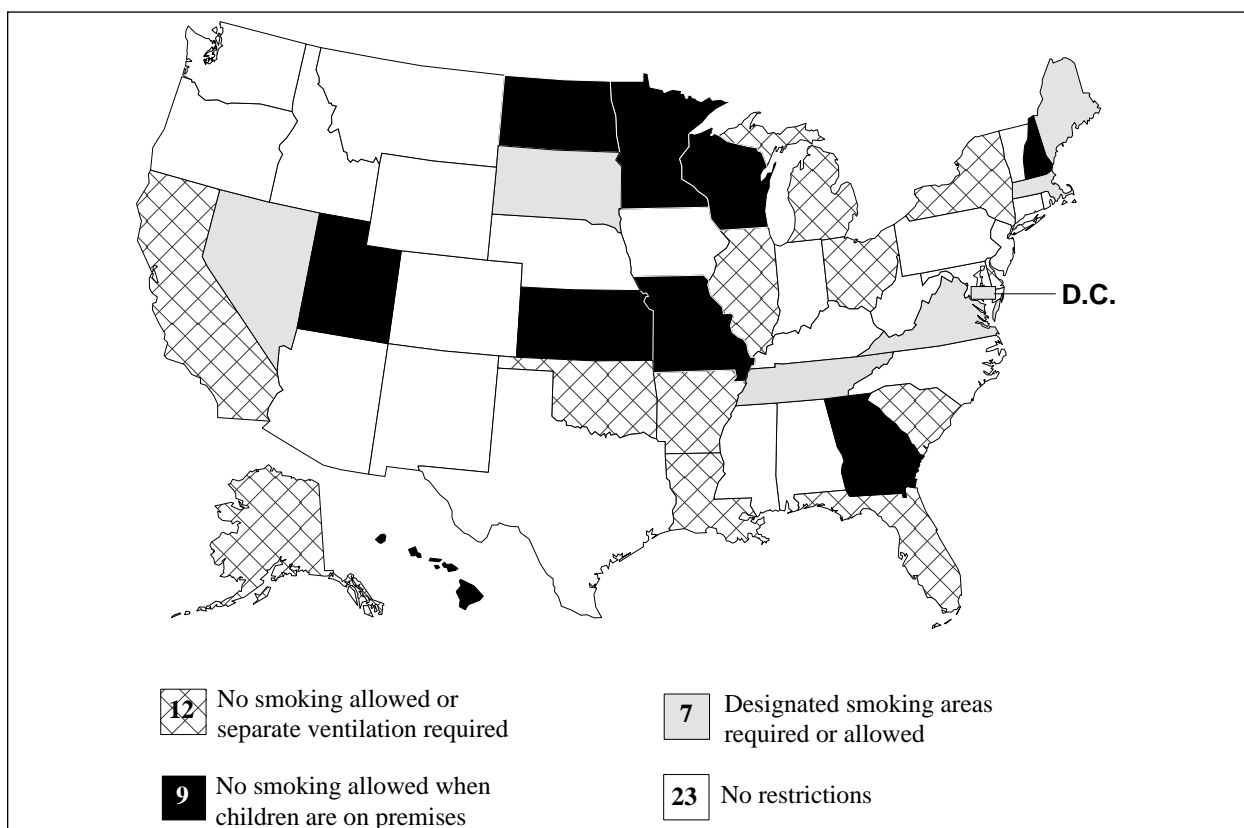 D.C.
12 No smoking allowed or
separate ventilation required
9 No smoking allowed when
children are on premises
7 Designated smoking areas
required or allowed
23 No restrictions